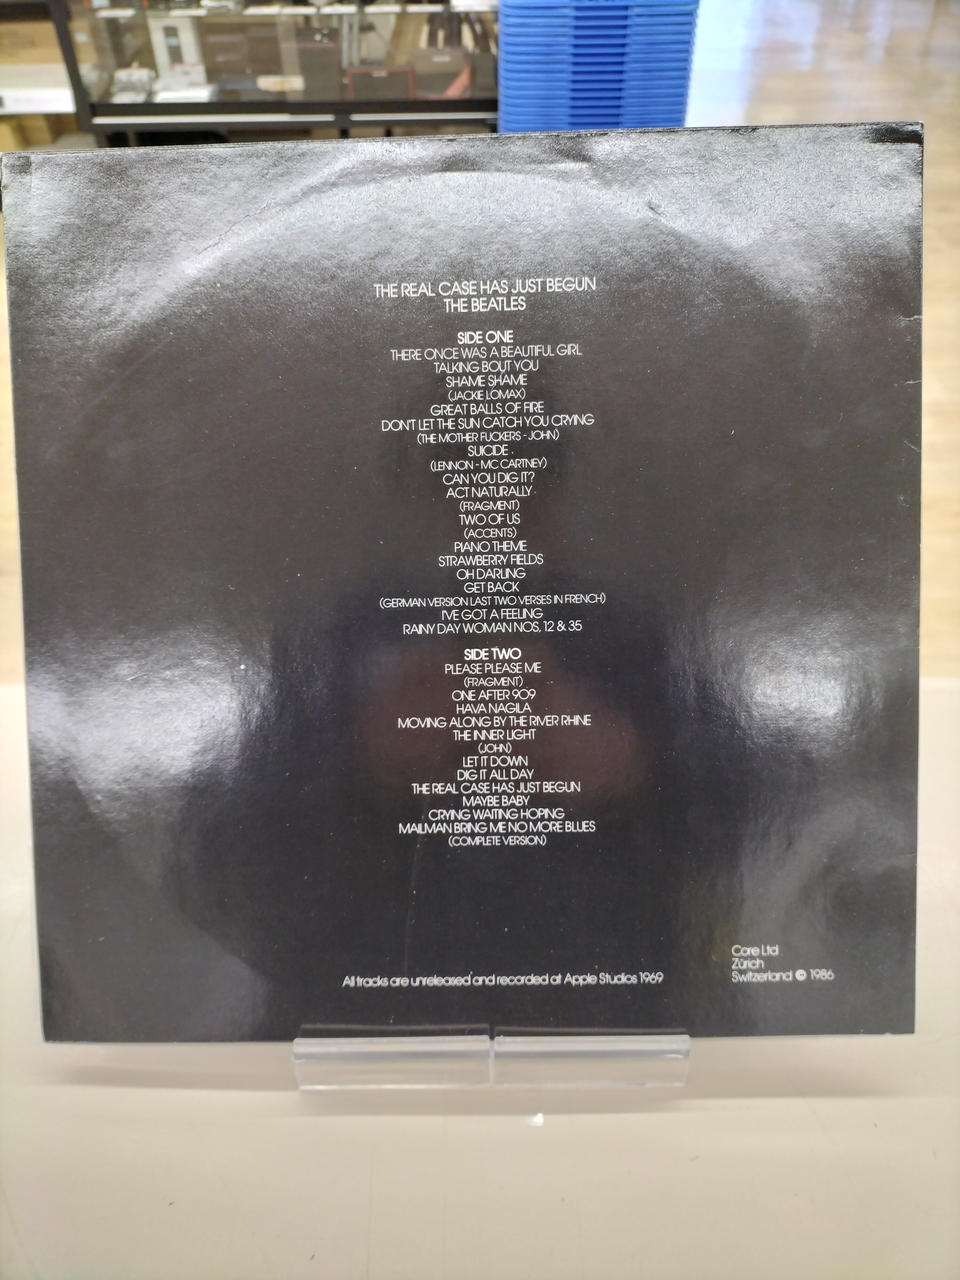 THE REAL CASE HAS JUST BEGUN
THE BEATLES
SIDE ONE
THERE ONCE WAS A BEAUTIFUL GIRL
TALKING BOUT YOU
SHAME SHAME
(JACKIE LOMAX)
GREAT BALLS OF FIRE
DON'T LET THE SUN CATCH YOU CRYING
(THE MOTHER FUCKERS - JOHN)
SUICIDE
(LENNON - MC CARTNEY)
CAN YOU DIG IT?
ACT NATURALLY
(FRAGMENT)
TWO OF US
(ACCENTS)
PIANO THEME
STRAWBERRY FIELDS
OH DARLING
GET BACK
(GERMAN VERSION LAST TWO VERSES IN FRENCH)
I'VE GOT A FEELING
RAINY DAY WOMAN NOS, 12 & 35
SIDE TWO
PLEASE PLEASE ME
(FRAGMENT)
ONE AFTER 909
HAVA NAGILA
MOVING ALONG BY THE RIVER RHINE
THE INNER LIGHT
(JOHN)
LET IT DOWN
DIG IT ALL DAY
THE REAL CASE HAS JUST BEGUN
MAYBE BABY
CRYING WAITING HOPING
MAILMAN BRING ME NO MORE BLUES
(COMPLETE VERSION)
All tracks are unreleased and recorded at Apple Studios 1969
Core Ltd
Zürich
Switzerland © 1986